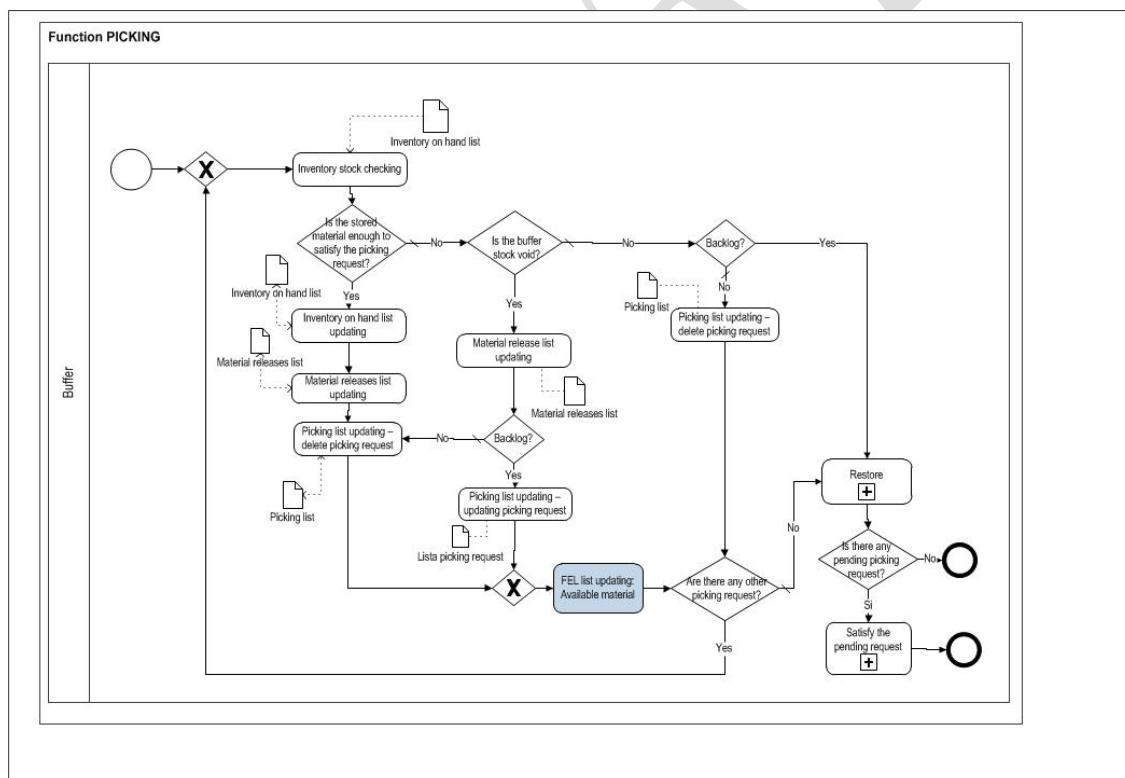 Function PICKING
Buffer
Inventory on hand list
Inventory stock checking
Is the stored
material enough to
satisfy the picking
request?
No
Is the buffer
stock void?
No
Backlog?
Yes
Inventory on hand list
Yes
Inventory on hand list
updating
Yes
No
Picking list
Picking list updating –
delete picking request
Material releases list
Material release list
updating
Material releases list
updating
Material releases list
Picking list updating –
delete picking request
No
Backlog?
Yes
Picking list
Picking list updating –
updating picking request
Lista picking request
Restore
No
Is there any
pending picking
request?
No
FEL list updating:
Available material
Are there any other
picking request?
Si
Yes
Satisfy the
pending request